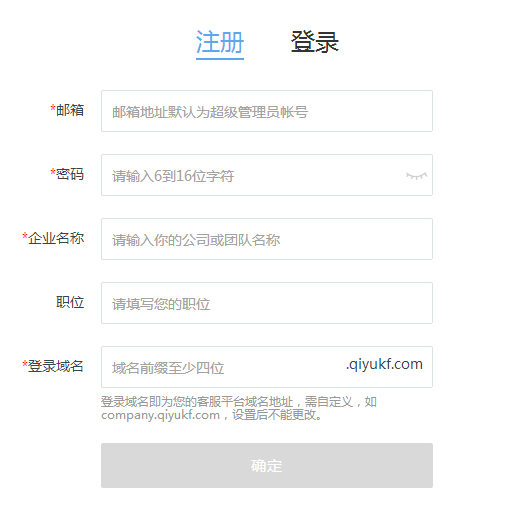 注册 登录
*邮箱 邮箱地址默认为超级管理员帐号
*密码 请输入6到16位字符
*企业名称 请输入你的公司或团队名称
职位 请填写您的职位
*登录域名 域名前缀至少四位 .qiyukf.com
登录域名即为您的客服平台域名地址，需自定义，如
company.qiyukf.com，设置后不能更改。
确定